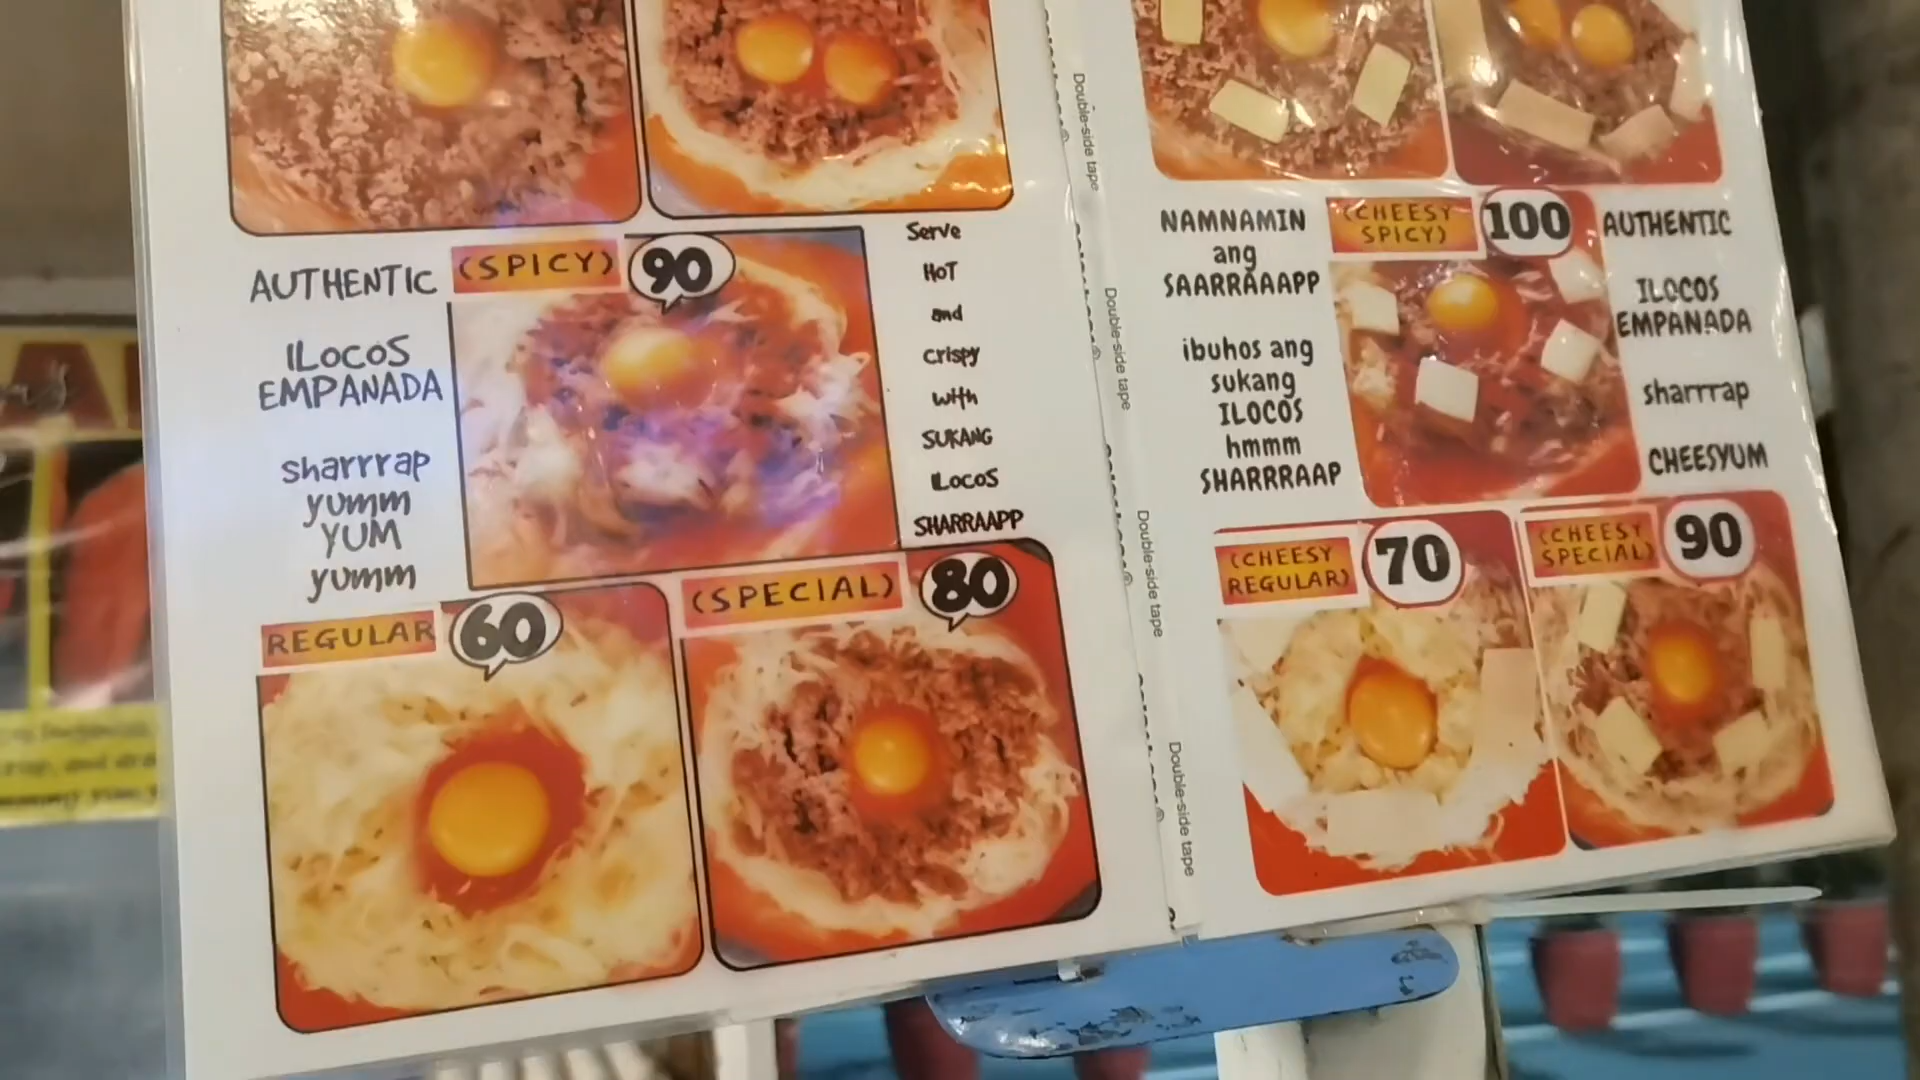 AUTHENTIC
ILOCOS
EMPANADA
sharrrap
yumm
YUM
yumm
(SPICY) 90
Serve
HOT
and
crispy
with
SUKANG
ILOCOS
SHARRAAPP
REGULAR 60
(SPECIAL) 80
Double-side tape
Double-side tape
Double-side tape
Double-side tape
NAMNAMIN
ang
SAARRAAAPP
ibuhos ang
sukang
ILOCOS
hmmm
SHARRRAAP
(CHEESY
SPICY) 100
AUTHENTIC
ILOCOS
EMPANADA
sharrrap
CHEESYUM
(CHEESY
REGULAR) 70
(CHEESY
SPECIAL) 90